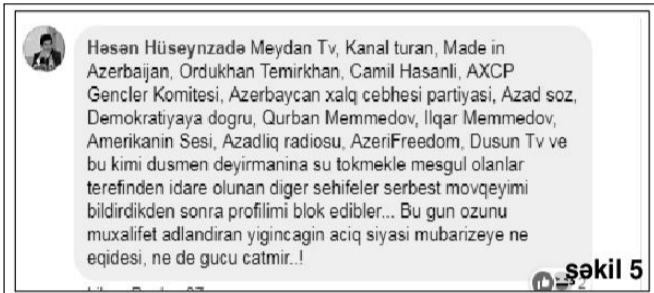 Həsən Hüseynzadə Meydan Tv, Kanal turan, Made in
Azerbaijan, Ordukhan Temirkhan, Camil Hasanli, AXCP
Gencler Komitesi, Azerbaycan xalq cebhesi partiyasi, Azad soz,
Demokratiyaya dogru, Qurban Memmedov, Ilqar Memmedov,
Amerikanin Sesi, Azadliq radiosu, AzeriFreedom, Dusun Tv ve
bu kimi dusmen deyirmanina su tokmekle mesgul olanlar
terefinden idare olunan diger sehifeler serbest movqeyimi
bildirdikden sonra profilimi blok edibler... Bu gun ozunu
muxalifet adlandiran yigincagin aciq siyasi mubarizeye ne
eqidesi, ne de gucu catmir..!
2
şəkil 5